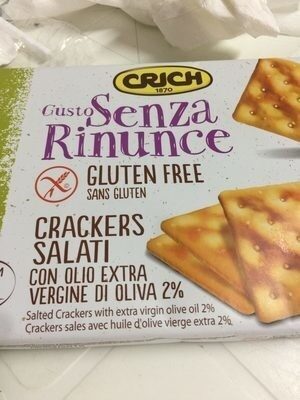 CRICH
1870
Gusto Senza
Rinunce
GLUTEN FREE
SANS GLUTEN
CRACKERS
SALATI
CON OLIO EXTRA
VERGINE DI OLIVA 2%
Salted Crackers with extra virgin olive oil 2%
Crackers sales avec huile d'olive vierge extra 2%